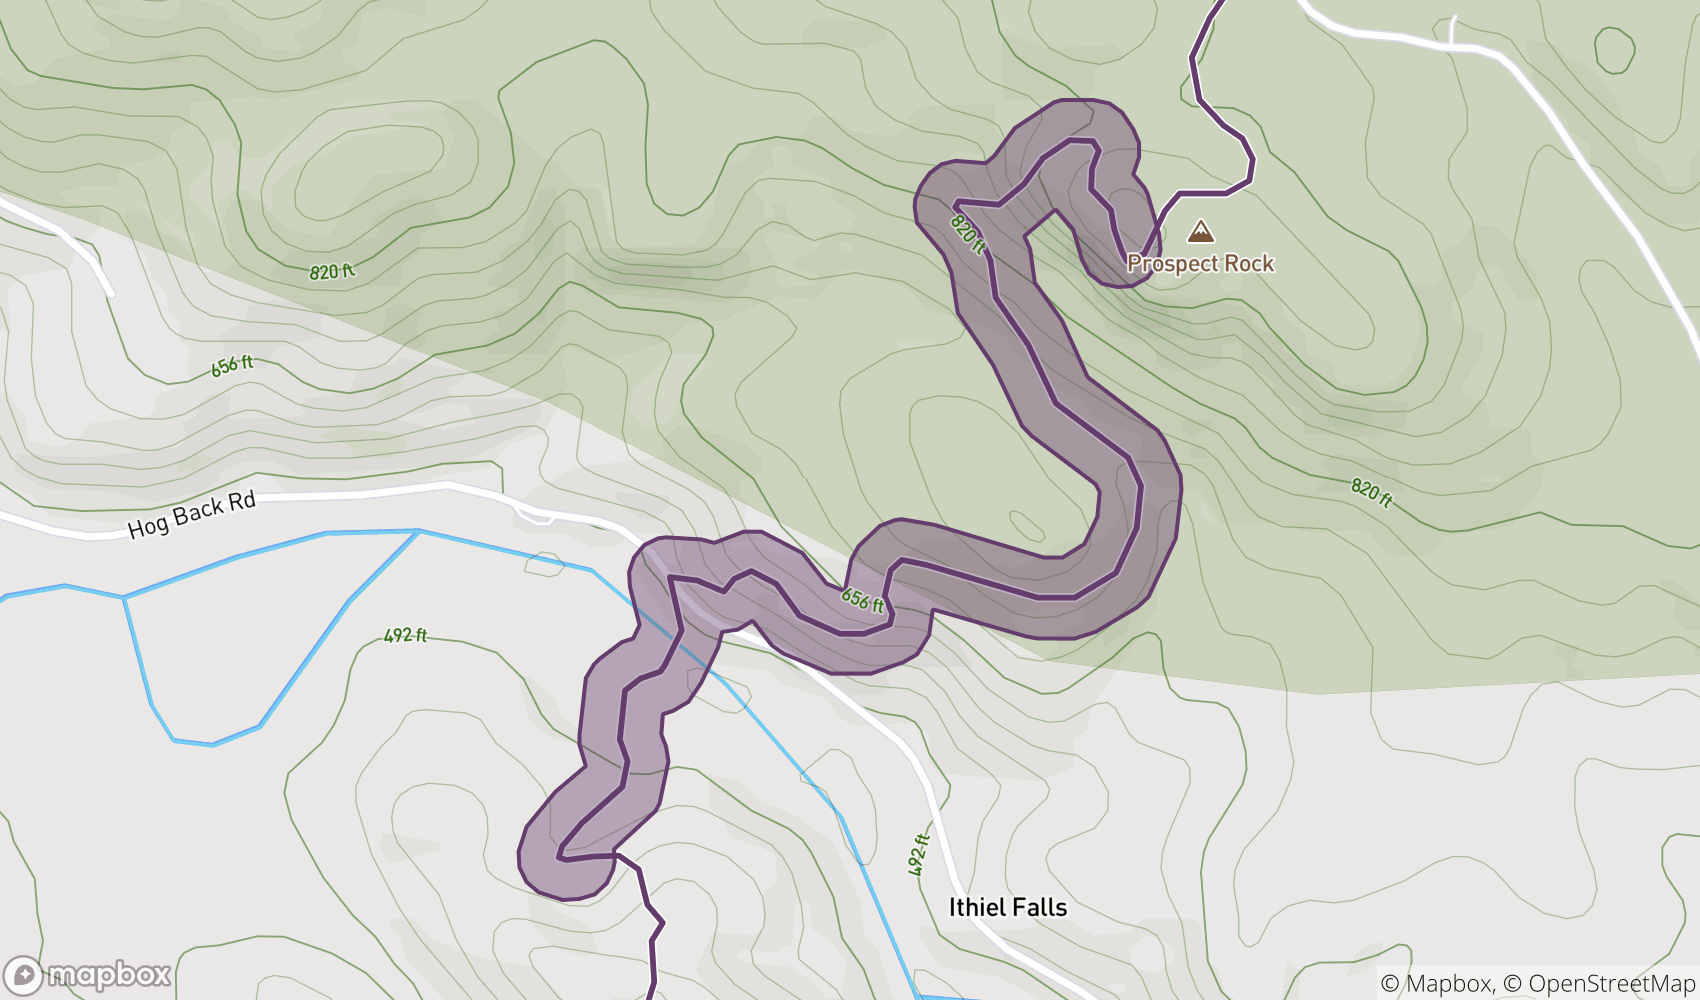 820 ft
Prospect Rock
820 ft
656 ft
820 ft
Hog Back Rd
656 ft
492 ft
492 ft
Ithiel Falls
mapbox
© Mapbox, © OpenStreetMap